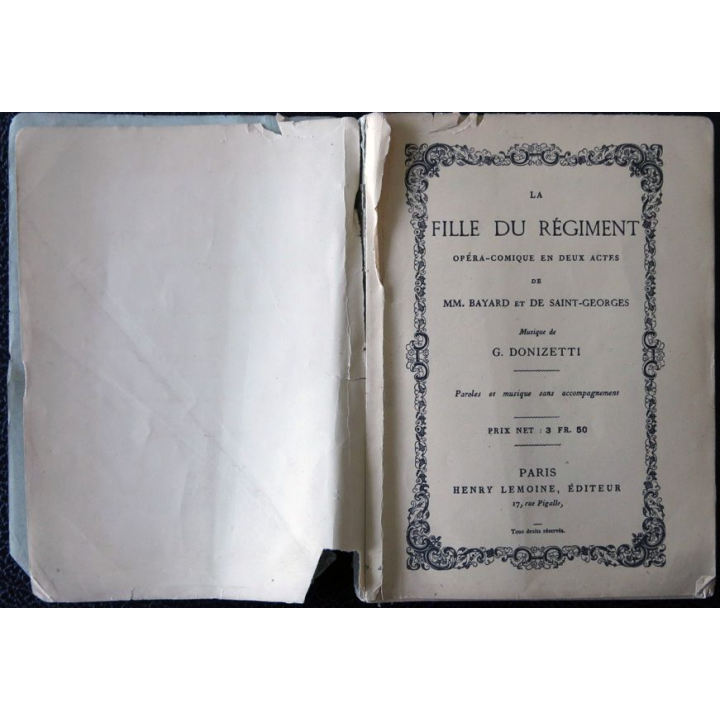 LA
FILLE DU RÉGIMENT
OPÉRA-COMIQUE EN DEUX ACTES
DE
MM. BAYARD ET DE SAINT-GEORGES
Musique de
G. DONIZETTI
Paroles et musique sans accompagnement
PRIX NET : 3 FR. 50
PARIS
HENRY LEMOINE, ÉDITEUR
17, rue Pigalle,
Tous droits réservés.